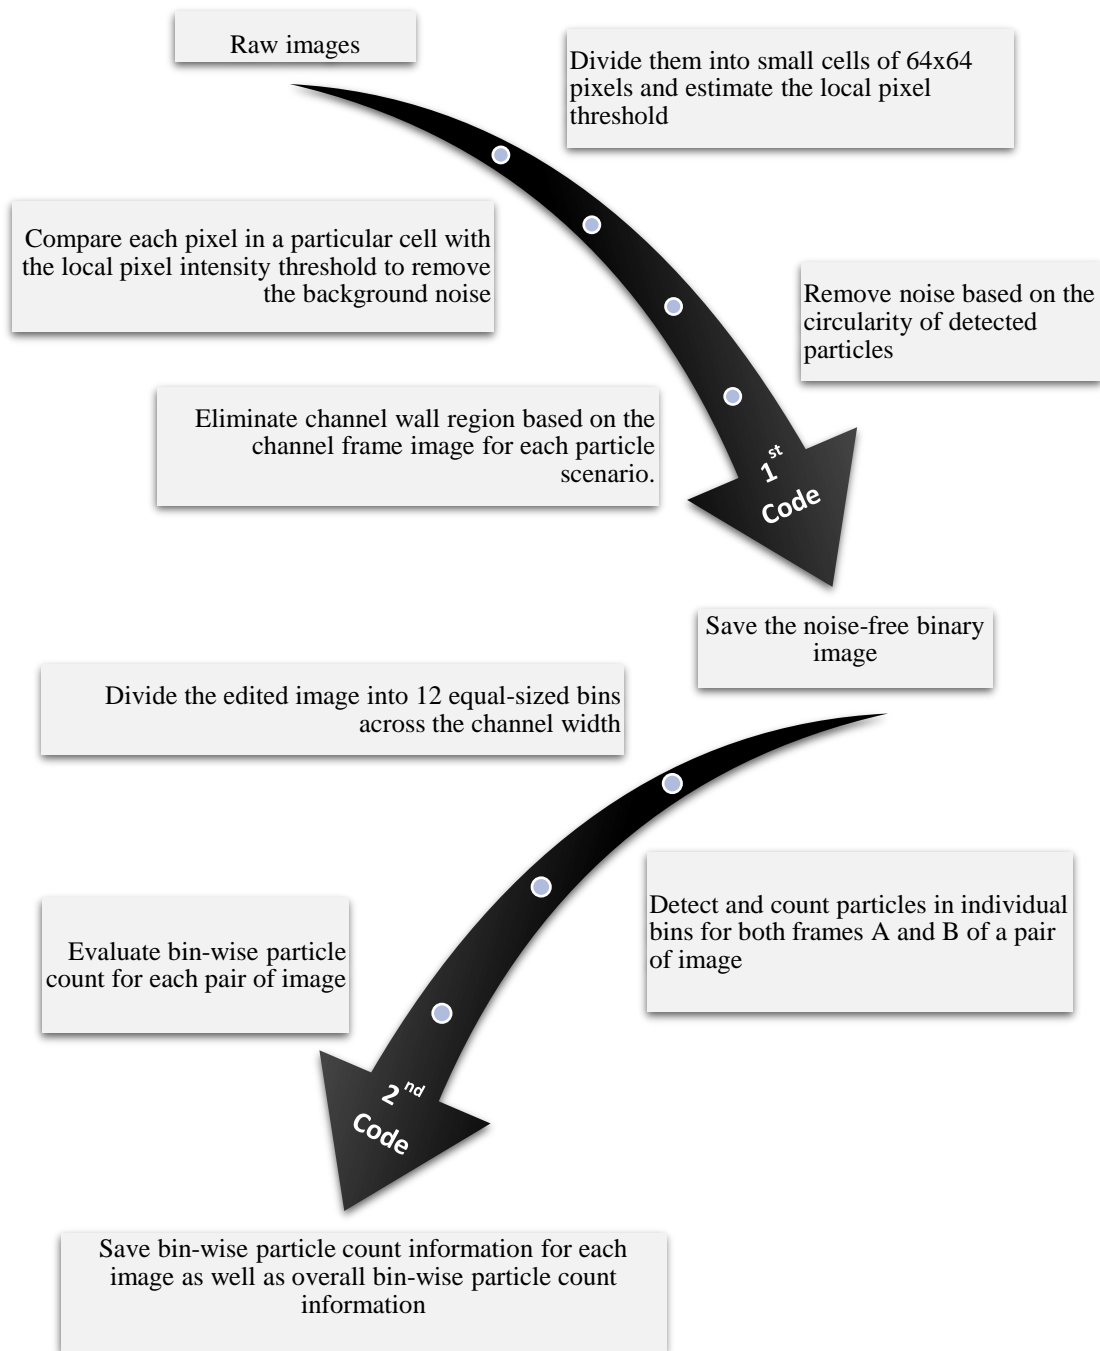 Raw images
Divide them into small cells of 64x64
pixels and estimate the local pixel
threshold
Compare each pixel in a particular cell with
the local pixel intensity threshold to remove
the background noise
Remove noise based on the
circularity of detected
particles
Eliminate channel wall region based on the
channel frame image for each particle
scenario.
1st
Code
Save the noise-free binary
image
Divide the edited image into 12 equal-sized bins
across the channel width
Detect and count particles in individual
bins for both frames A and B of a pair
of image
Evaluate bin-wise particle
count for each pair of image
2nd
Code
Save bin-wise particle count information for each
image as well as overall bin-wise particle count
information